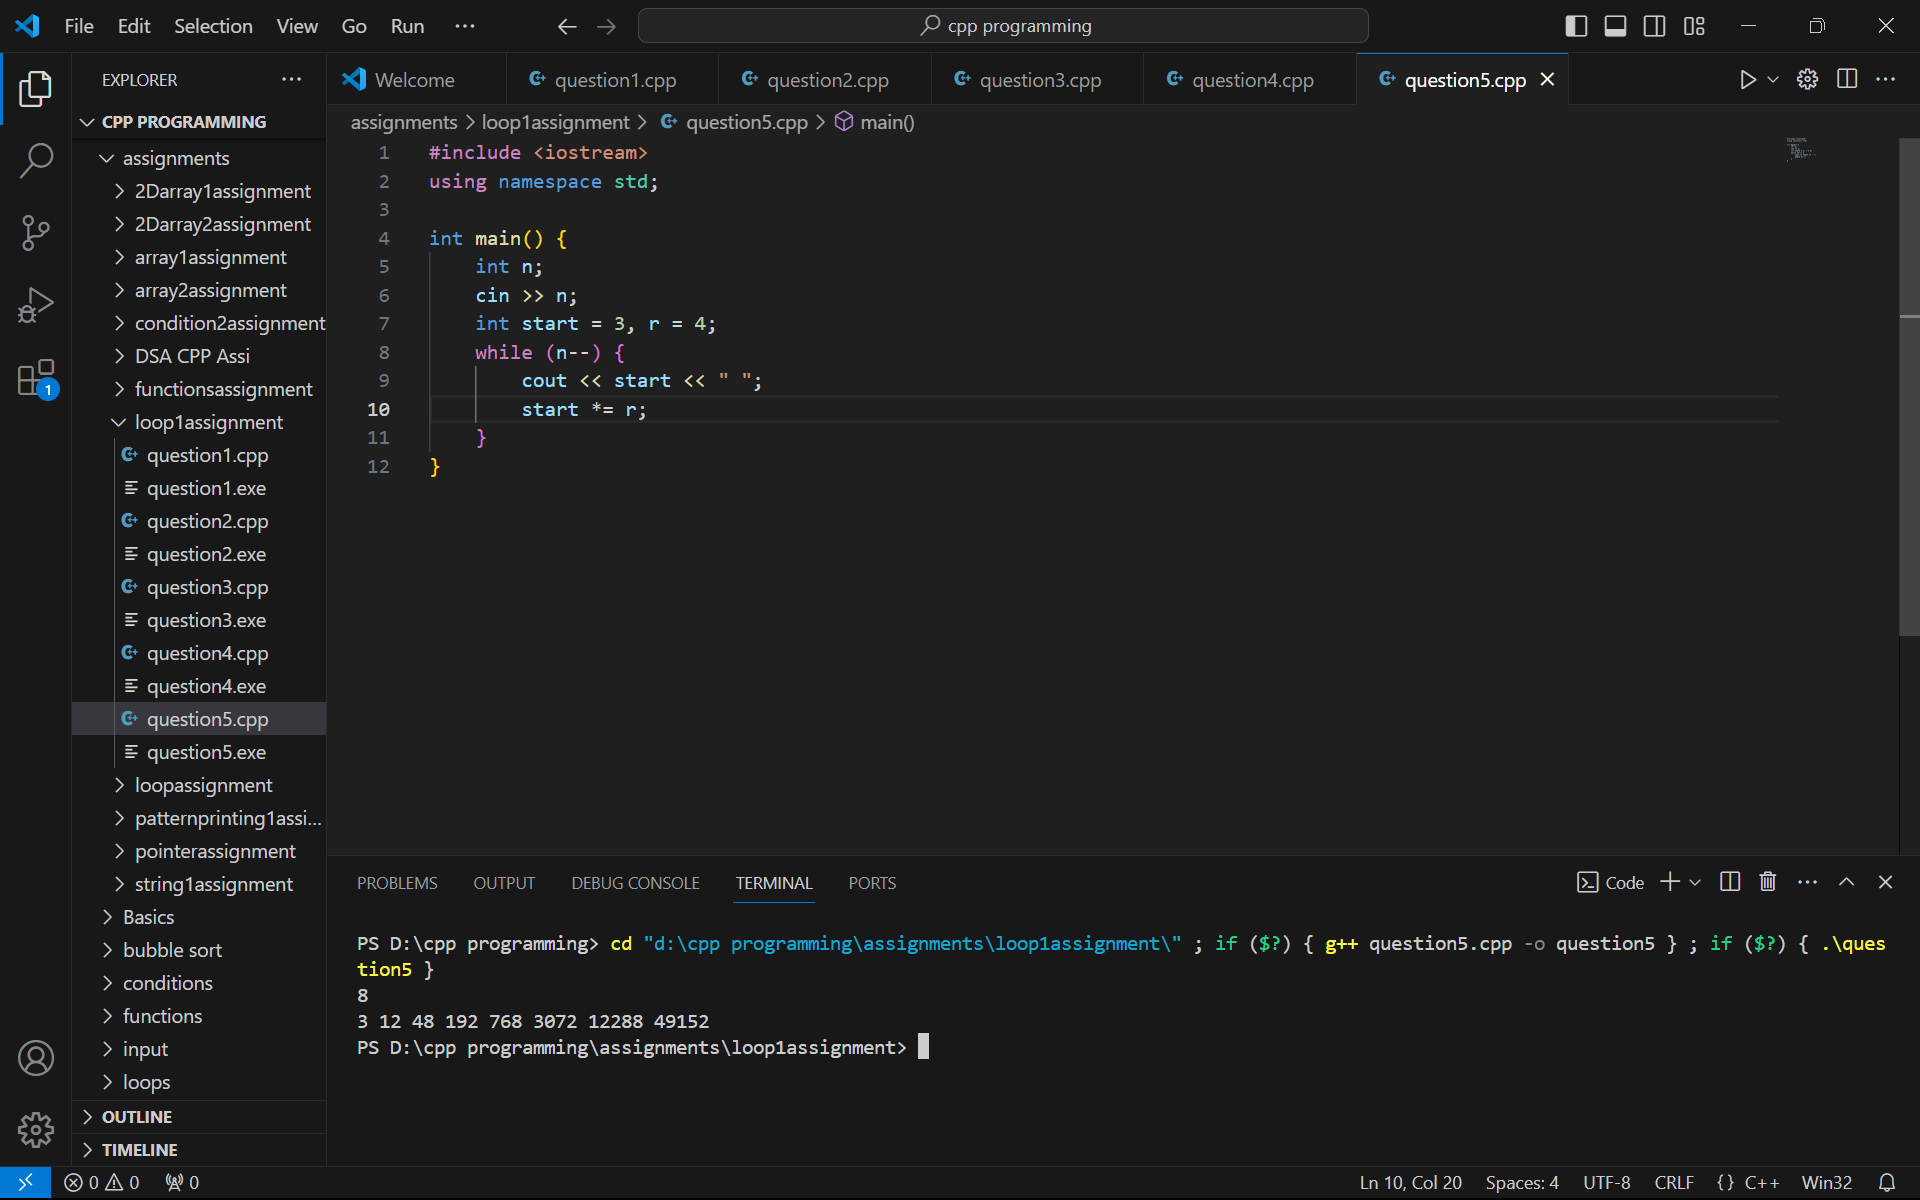 File Edit Selection View Go Run ···
cpp programming
EXPLORER
CPP PROGRAMMING
assignments
2Darray1assignment
2Darray2assignment
array1assignment
array2assignment
condition2assignment
DSA CPP Assi
functionsassignment
loop1assignment
question1.cpp
question1.exe
question2.cpp
question2.exe
question3.cpp
question3.exe
question4.cpp
question4.exe
question5.cpp
question5.exe
loopassignment
patternprinting1assi...
pointerassignment
string1assignment
Basics
bubble sort
conditions
functions
input
loops
OUTLINE
TIMELINE
1
Welcome question1.cpp question2.cpp question3.cpp question4.cpp question5.cpp
assignments > loop1assignment > question5.cpp > main()
1 #include <iostream>
2 using namespace std;
3
4 int main() {
5 int n;
6 cin >> n;
7 int start = 3, r = 4;
8 while (n--) {
9 cout << start << " ";
10 start *= r;
11 }
12 }
PROBLEMS OUTPUT DEBUG CONSOLE TERMINAL PORTS
Code
PS D:\cpp programming> cd "d:\cpp programming\assignments\loop1assignment\" ; if ($?) { g++ question5.cpp -o question5 } ; if ($?) { .\ques
tion5 }
8
3 12 48 192 768 3072 12288 49152
PS D:\cpp programming\assignments\loop1assignment>
0 0 0
Ln 10, Col 20 Spaces: 4 UTF-8 CRLF {} C++ Win32